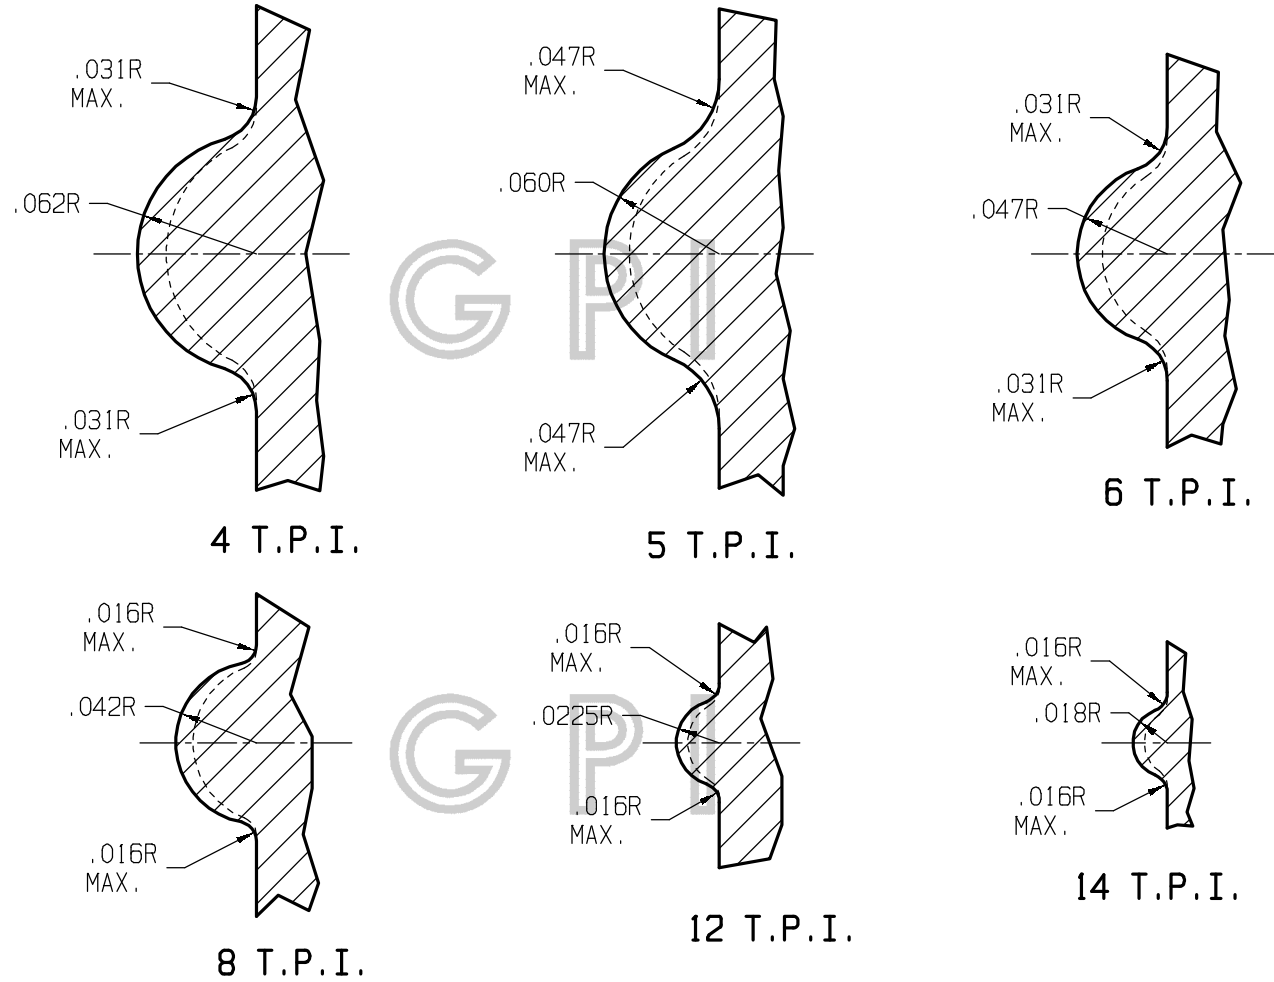 .031R
MAX.
.062R
.031R
MAX.
4 T.P.I.
.047R
MAX.
.060R
.047R
MAX.
5 T.P.I.
.031R
MAX.
.047R
.031R
MAX.
6 T.P.I.
GPI
.016R
MAX.
.042R
.016R
MAX.
8 T.P.I.
.016R
MAX.
.0225R
.016R
MAX.
12 T.P.I.
.016R
MAX.
.018R
.016R
MAX.
14 T.P.I.
GPI